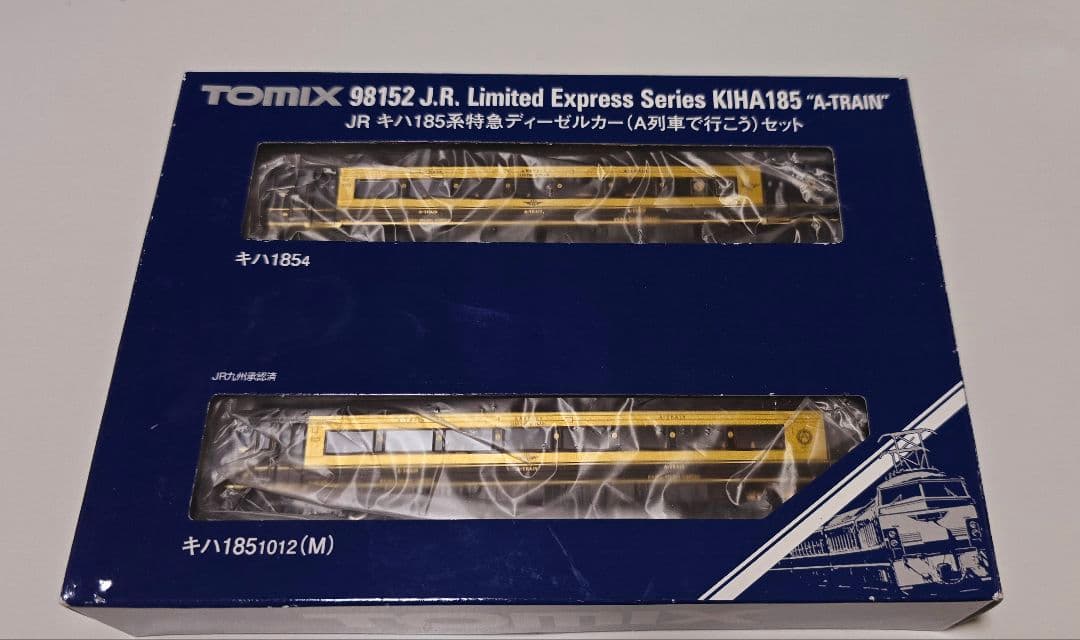 TOMIX 98152 J.R. Limited Express Series KIHA185 "A-TRAIN"
JR キハ185系特急ディーゼルカー(A列車で行こう)セット
キハ1854
JR九州承認済
A-TRAIN
キハ1851012(M)
TOMIX